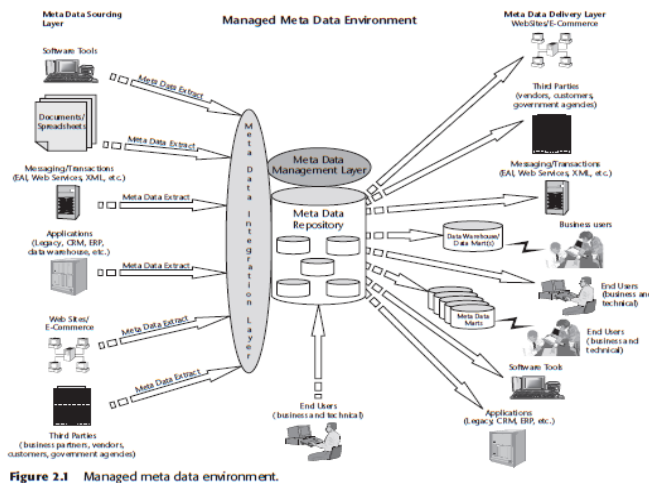 Managed Meta Data Environment
Meta Data Sourcing
Layer
Software Tools
Meta Data Extract
Documents/
Spreadsheets
Meta Data Extract
Messaging/Transactions
(EAI, Web Services, XML, etc.)
Meta Data Extract
Applications
(Legacy, CRM, ERP,
data warehouse, etc.)
Meta Data Extract
Web Sites/
E-Commerce
Meta Data Extract
Meta Data Extract
Third Parties
(business partners, vendors,
customers, government agencies)
Meta Data Integration Layer
Meta Data
Management Layer
Meta Data
Repository
End Users
(business and technical)
Meta Data Delivery Layer
WebSites/E-Commerce
Third Parties
(vendors, customers,
government agencies)
Messaging/Transactions
(EAI, Web Services, XML, etc.)
Business users
Data Warehouse/
Data Mart(s)
End Users
(business and
technical)
Meta Data
Marts
End Users
(business and
technical)
Software Tools
Applications
(Legacy, CRM, ERP, etc.)
Figure 2.1 Managed meta data environment.